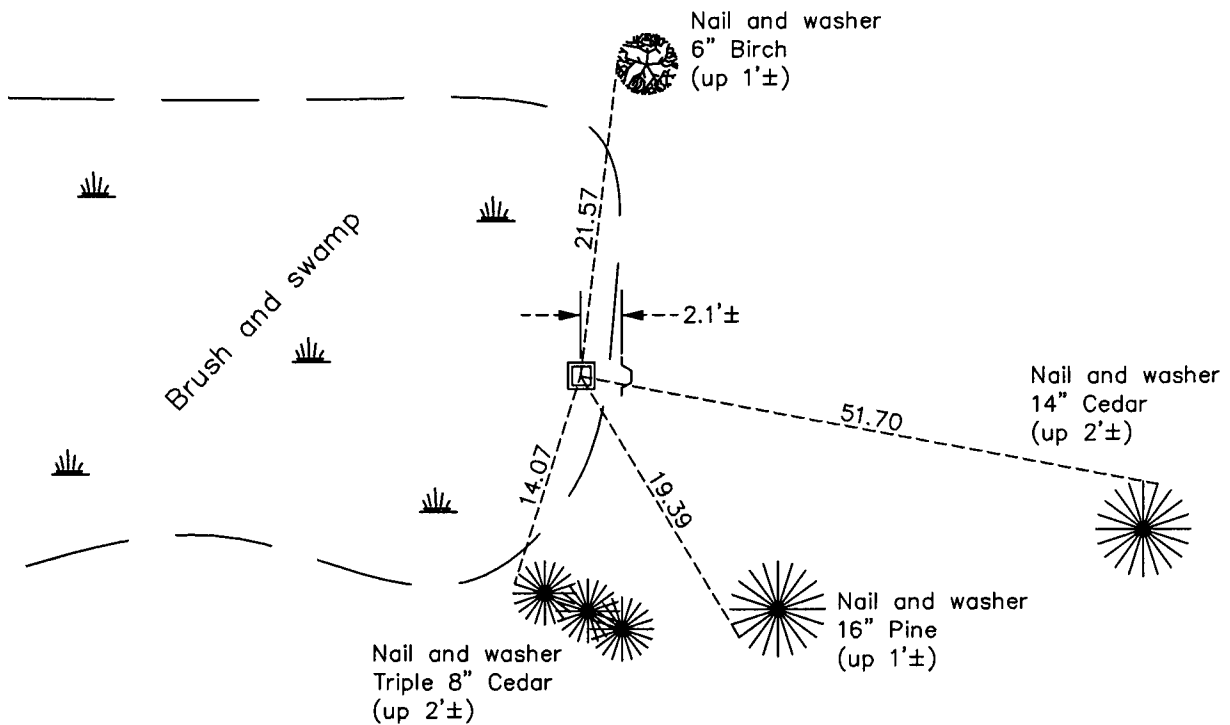 Nail and washer
6" Birch
(up 1'±)
21.57
Brush and swamp
2.1'±
Nail and washer
14" Cedar
(up 2'±)
51.70
14.07
19.39
Nail and washer
16" Pine
(up 1'±)
Nail and washer
Triple 8" Cedar
(up 2'±)